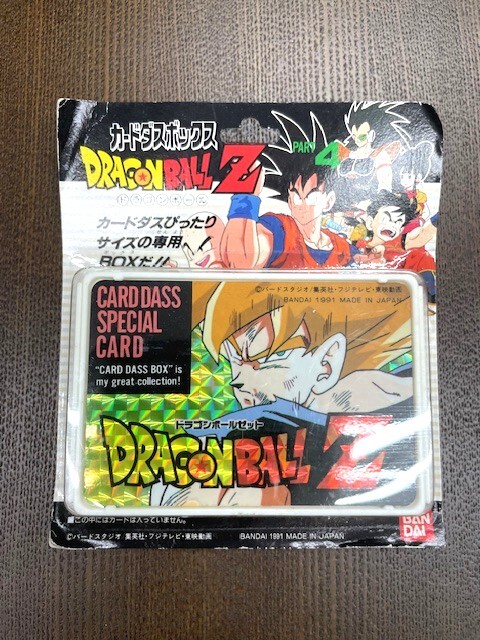 カードダスボックス
PART 4
DRAGON BALL Z
ドラゴンボール
カードダスぴったり
サイズの専用
BOXだ!!
©バードスタジオ/集英社・フジテレビ・東映動画
BANDAI 1991 MADE IN JAPAN
CARDDASS
SPECIAL
CARD
"CARD DASS BOX" is
my great collection!
ドラゴンボールゼット
DRAGON BALL Z
■この中にはカードは入っていません。
©バードスタジオ 集英社・フジテレビ・東映動画
BANDAI 1991 MADE IN JAPAN
BAN
DAI